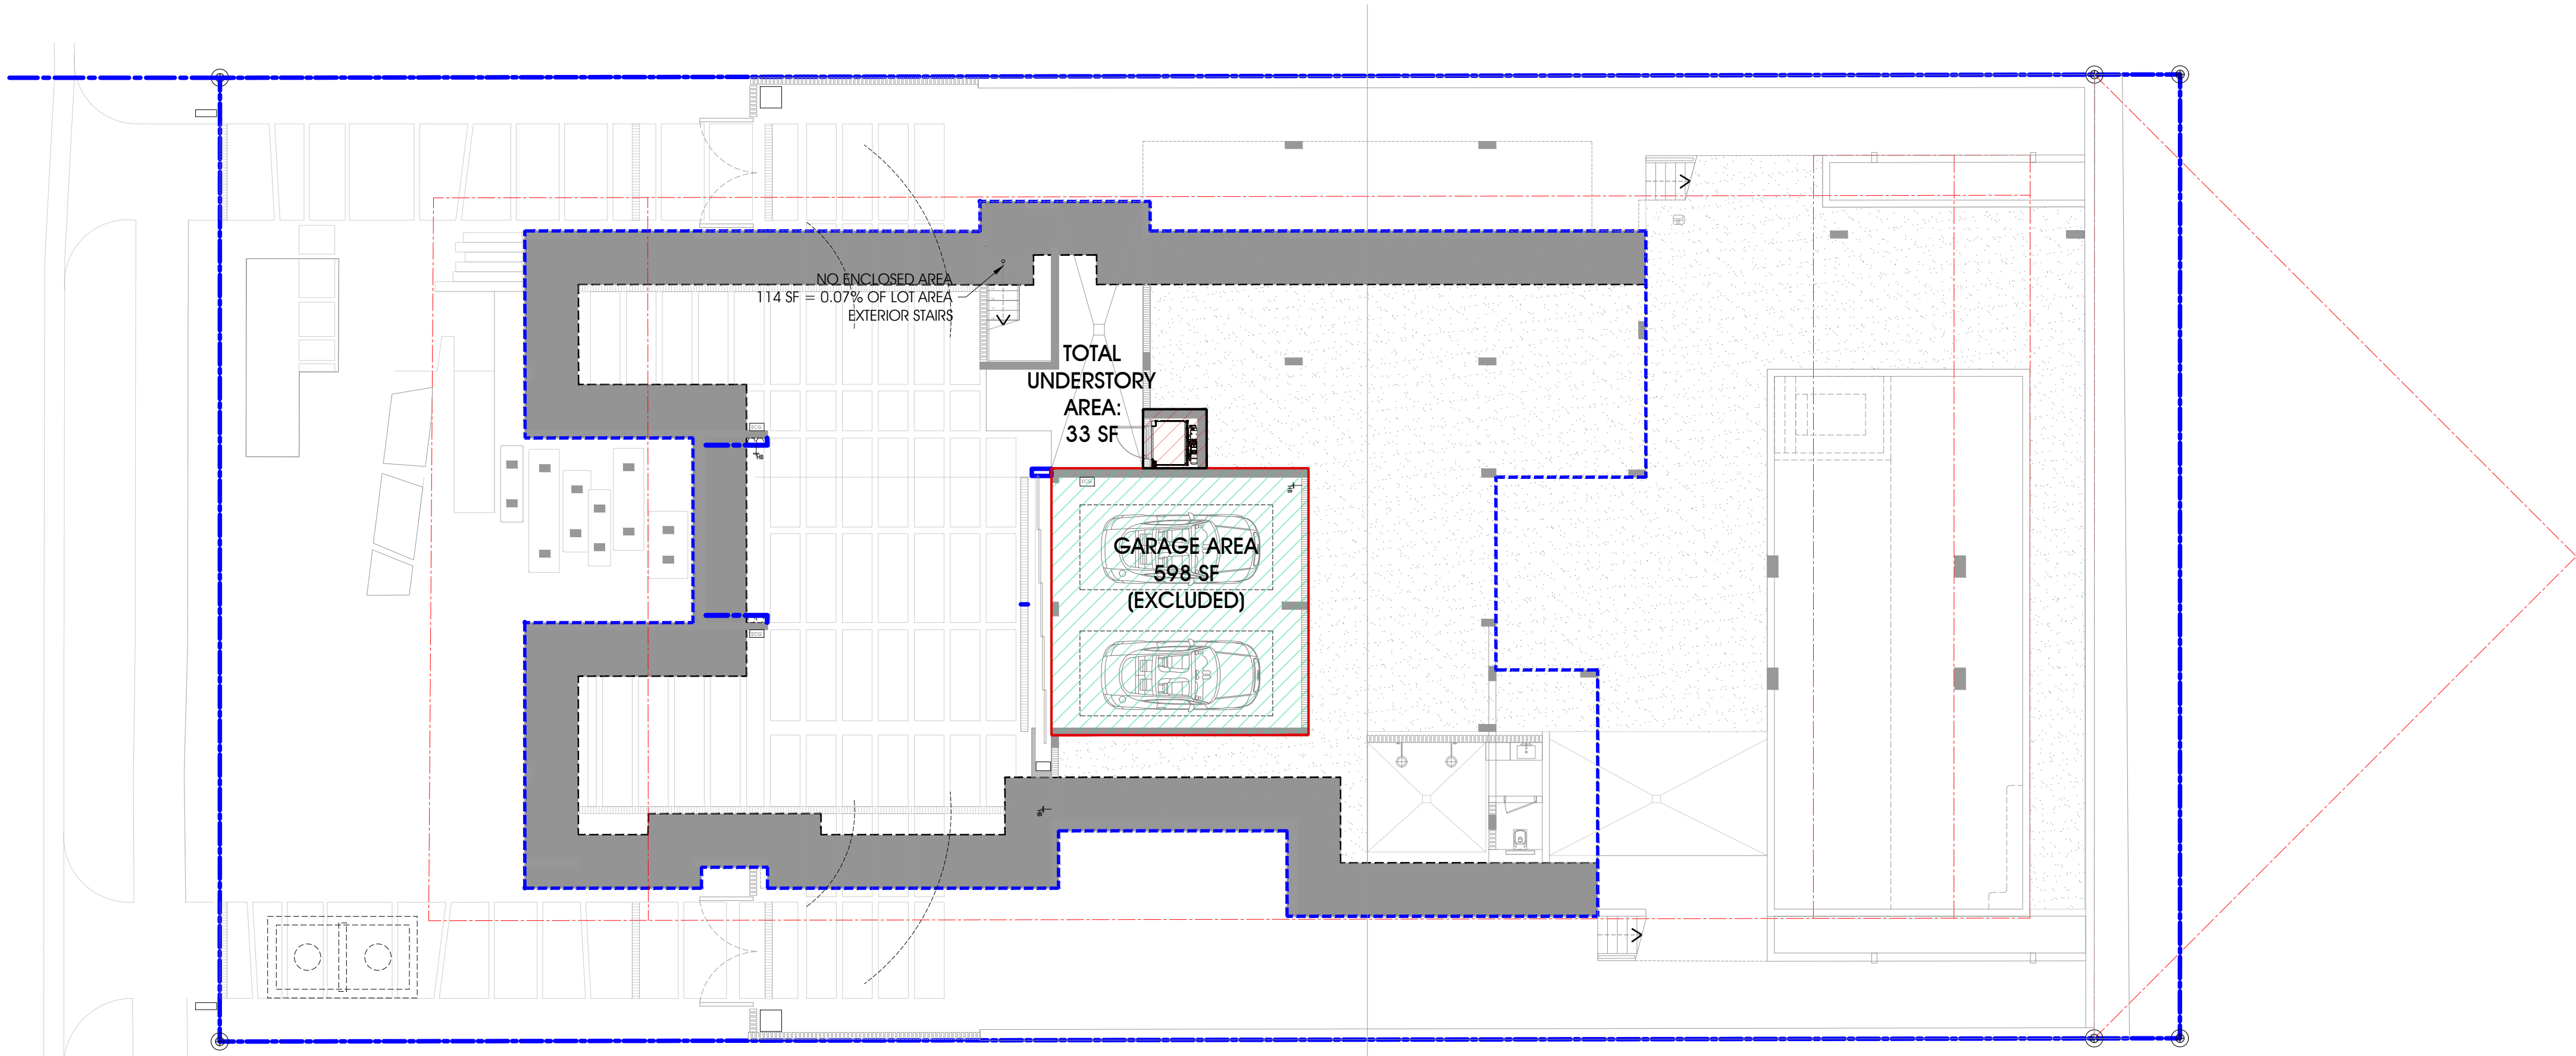 NO ENCLOSED AREA
114 SF = 0.07% OF LOT AREA
EXTERIOR STAIRS
TOTAL
UNDERSTORY
AREA:
33 SF
GARAGE AREA
598 SF
(EXCLUDED)